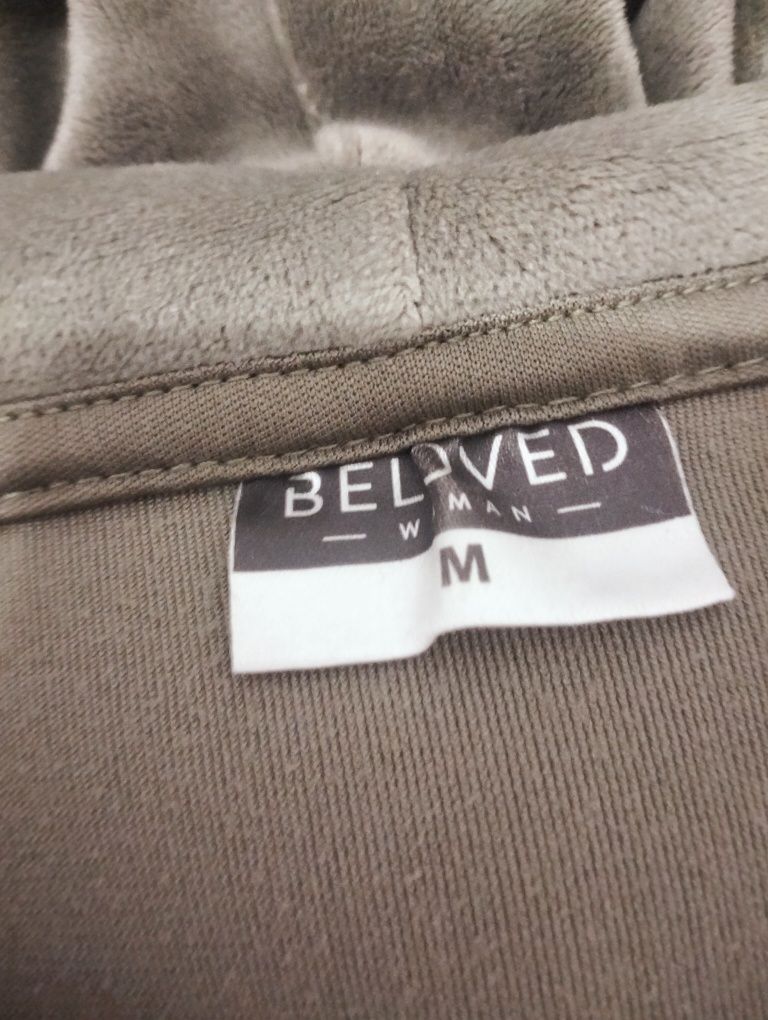 BELOVED
— WOMAN —
M